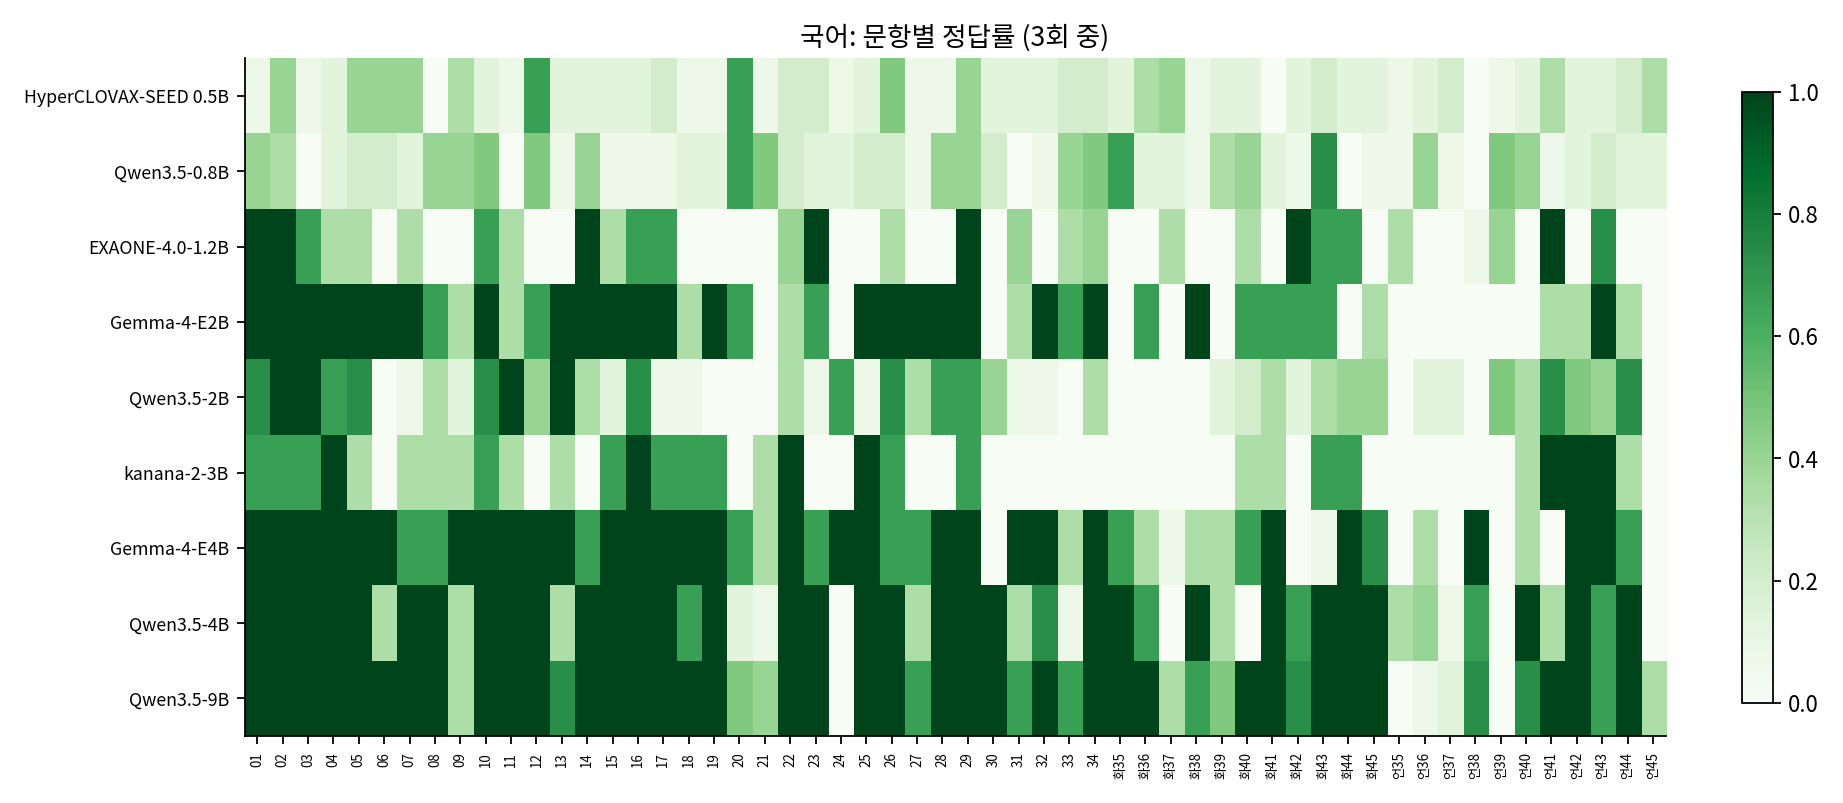 국어: 문항별 정답률 (3회 중)
HyperCLOVAX-SEED 0.5B
Qwen3.5-0.8B
EXAONE-4.0-1.2B
Gemma-4-E2B
Qwen3.5-2B
kanana-2-3B
Gemma-4-E4B
Qwen3.5-4B
Qwen3.5-9B
01 02 03 04 05 06 07 08 09 10 11 12 13 14 15 16 17 18 19 20 21 22 23 24 25 26 27 28 29 30 31 32 33 34 화35 화36 화37 화38 화39 화40 화41 화42 화43 화44 화45 언35 언36 언37 언38 언39 언40 언41 언42 언43 언44 언45
1.0
0.8
0.6
0.4
0.2
0.0